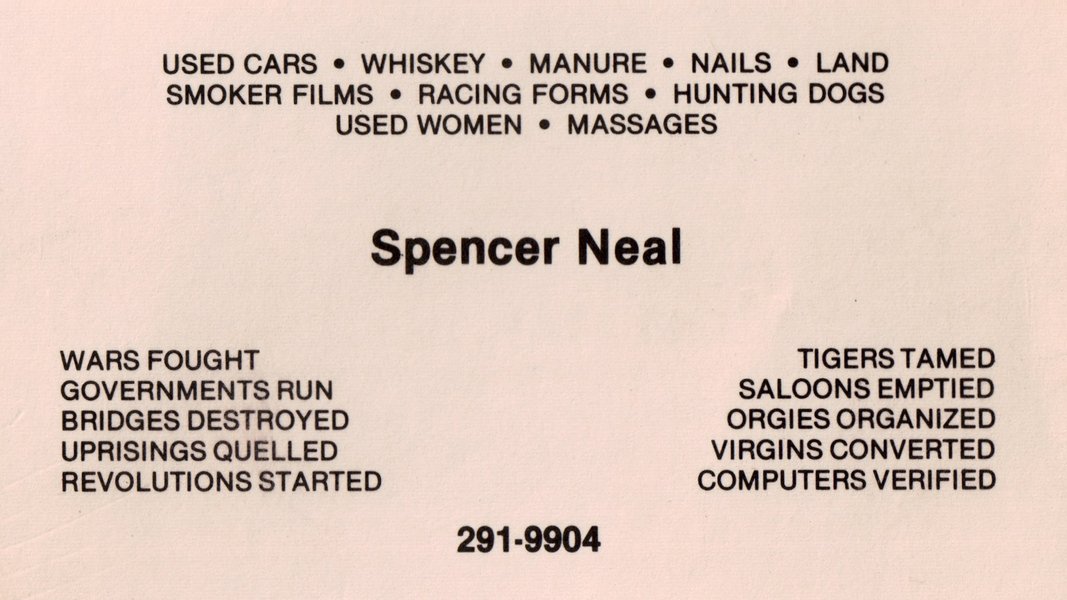 USED CARS • WHISKEY • MANURE • NAILS • LAND
SMOKER FILMS • RACING FORMS • HUNTING DOGS
USED WOMEN • MASSAGES
Spencer Neal
WARS FOUGHT
GOVERNMENTS RUN
BRIDGES DESTROYED
UPRISINGS QUELLED
REVOLUTIONS STARTED
TIGERS TAMED
SALOONS EMPTIED
ORGIES ORGANIZED
VIRGINS CONVERTED
COMPUTERS VERIFIED
291-9904